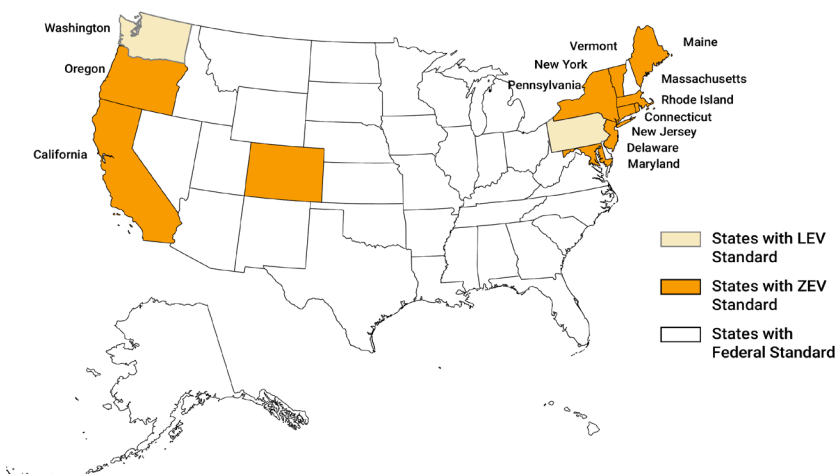 Washington
Oregon
California
Vermont
New York
Pennsylvania
Maine
Massachusetts
Rhode Island
Connecticut
New Jersey
Delaware
Maryland
States with LEV
Standard
States with ZEV
Standard
States with
Federal Standard